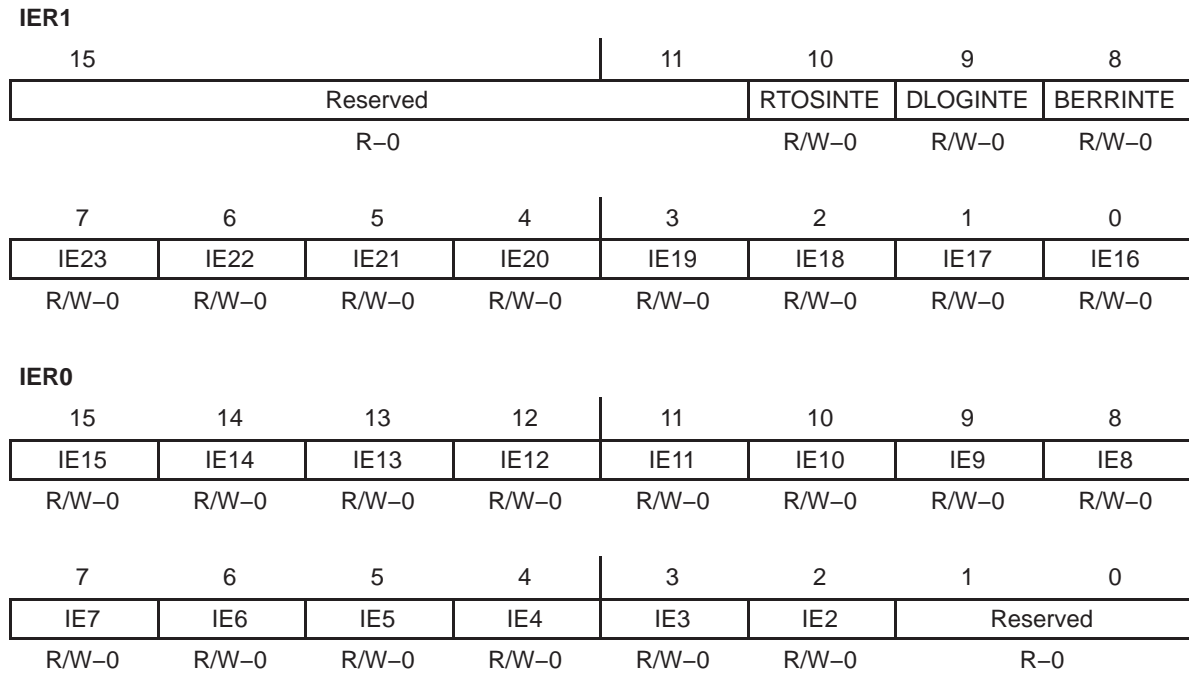 IER1
15 11 10 9 8
Reserved RTOSINTE DLOGINTE BERRINTE
R−0 R/W−0 R/W−0 R/W−0
7 6 5 4 3 2 1 0
IE23 IE22 IE21 IE20 IE19 IE18 IE17 IE16
R/W−0 R/W−0 R/W−0 R/W−0 R/W−0 R/W−0 R/W−0 R/W−0
IER0
15 14 13 12 11 10 9 8
IE15 IE14 IE13 IE12 IE11 IE10 IE9 IE8
R/W−0 R/W−0 R/W−0 R/W−0 R/W−0 R/W−0 R/W−0 R/W−0
7 6 5 4 3 2 1 0
IE7 IE6 IE5 IE4 IE3 IE2 Reserved
R/W−0 R/W−0 R/W−0 R/W−0 R/W−0 R/W−0 R−0